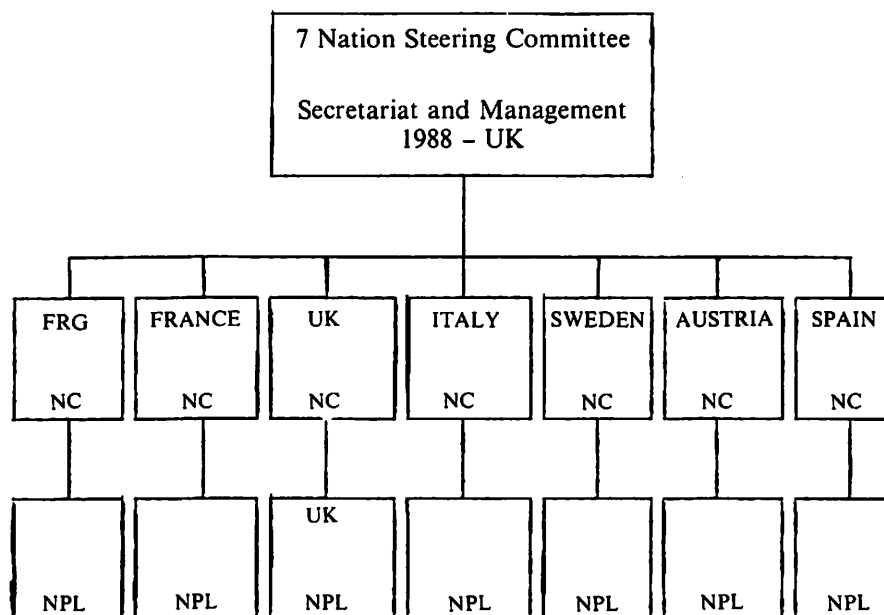 7 Nation Steering Committee
Secretariat and Management
1988 – UK
FRG FRANCE UK ITALY SWEDEN AUSTRIA SPAIN
NC NC NC NC NC NC NC
UK
NPL NPL NPL NPL NPL NPL NPL